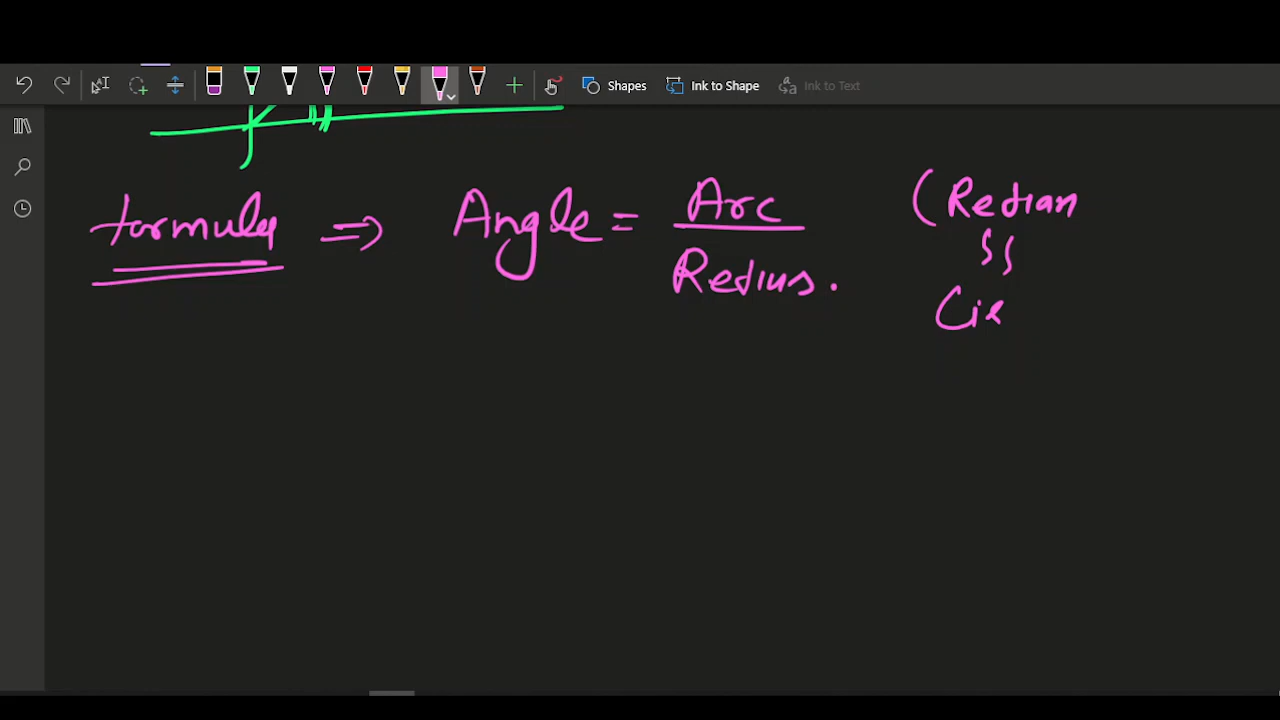 Shapes Ink to Shape Ink to Text
formula ⇒ Angle = Arc / Redius. (Redian
Cir